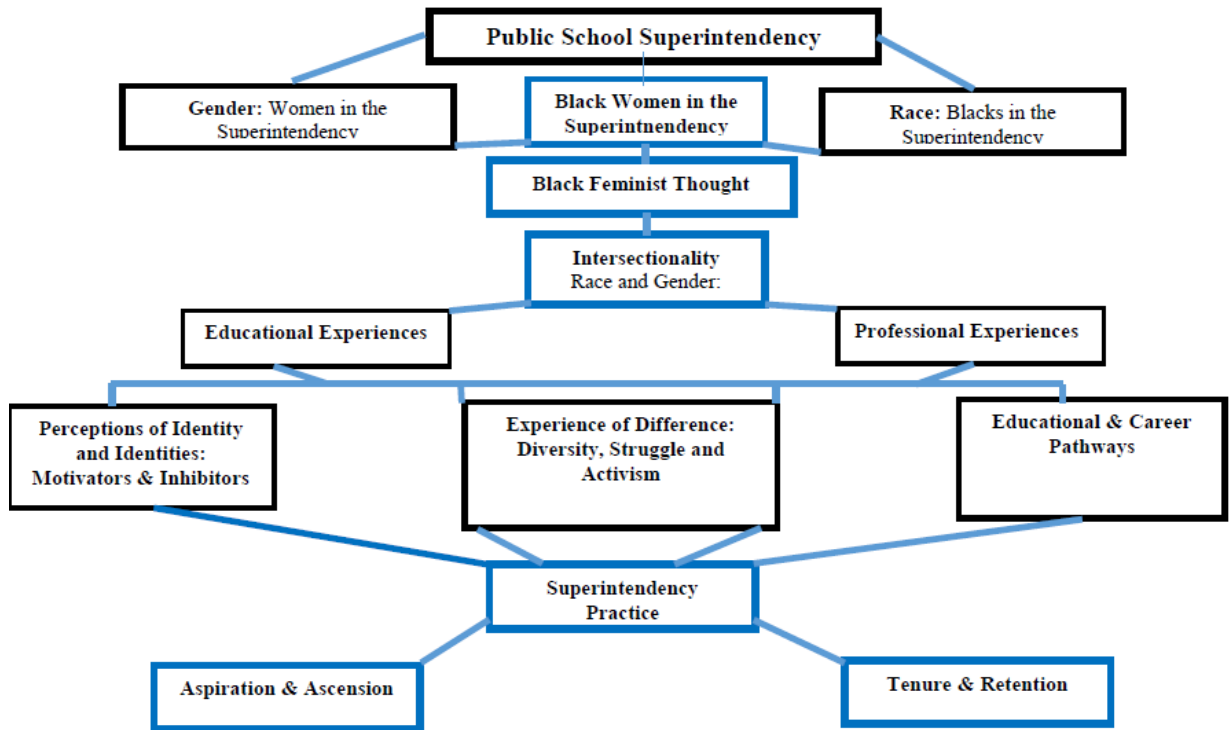 Public School Superintendency
Gender: Women in the
Superintendency
Black Women in the
Superintnendency
Race: Blacks in the
Superintendency
Black Feminist Thought
Intersectionality
Race and Gender:
Educational Experiences
Professional Experiences
Perceptions of Identity
and Identities:
Motivators & Inhibitors
Experience of Difference:
Diversity, Struggle and
Activism
Educational & Career
Pathways
Superintendency
Practice
Aspiration & Ascension
Tenure & Retention